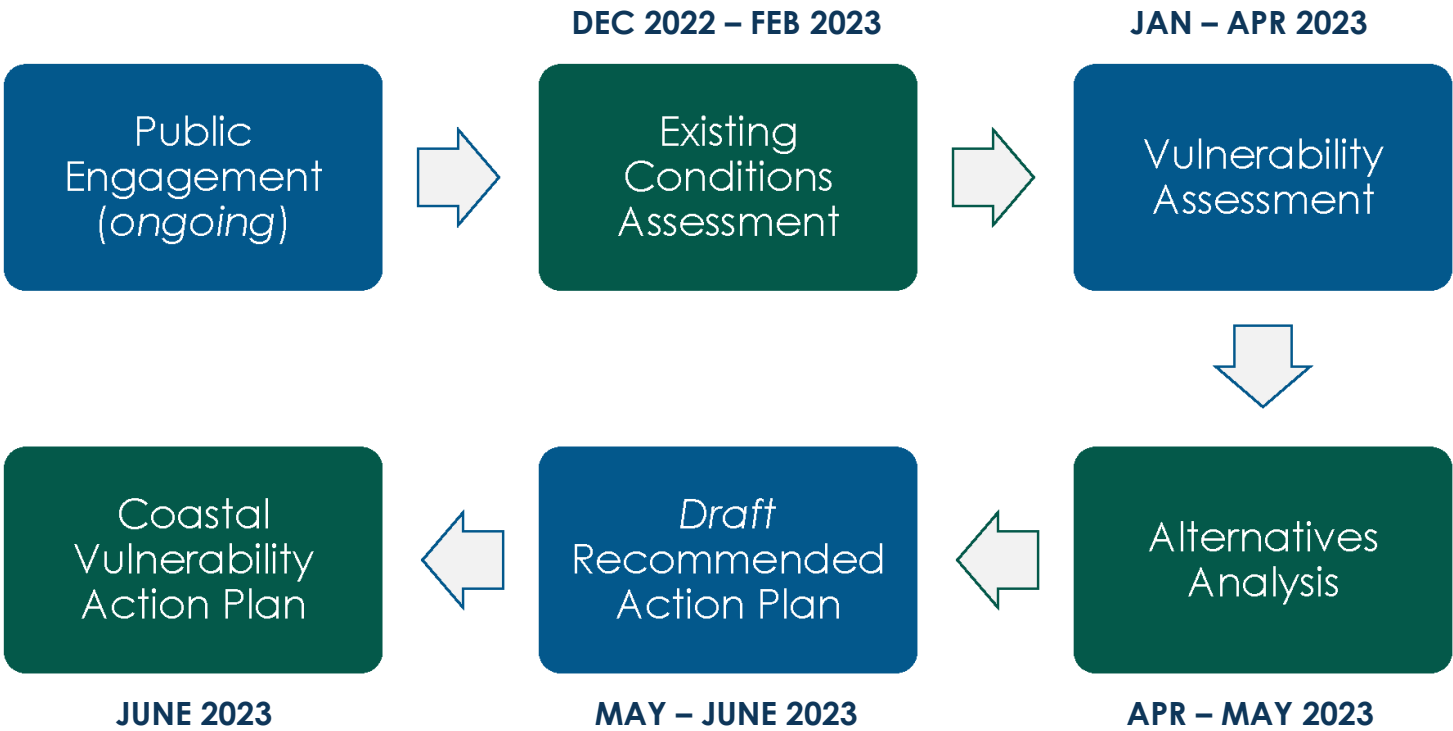 DEC 2022 – FEB 2023
JAN – APR 2023
Public
Engagement
(ongoing)
Existing
Conditions
Assessment
Vulnerability
Assessment
Coastal
Vulnerability
Action Plan
Draft
Recommended
Action Plan
Alternatives
Analysis
JUNE 2023
MAY – JUNE 2023
APR – MAY 2023